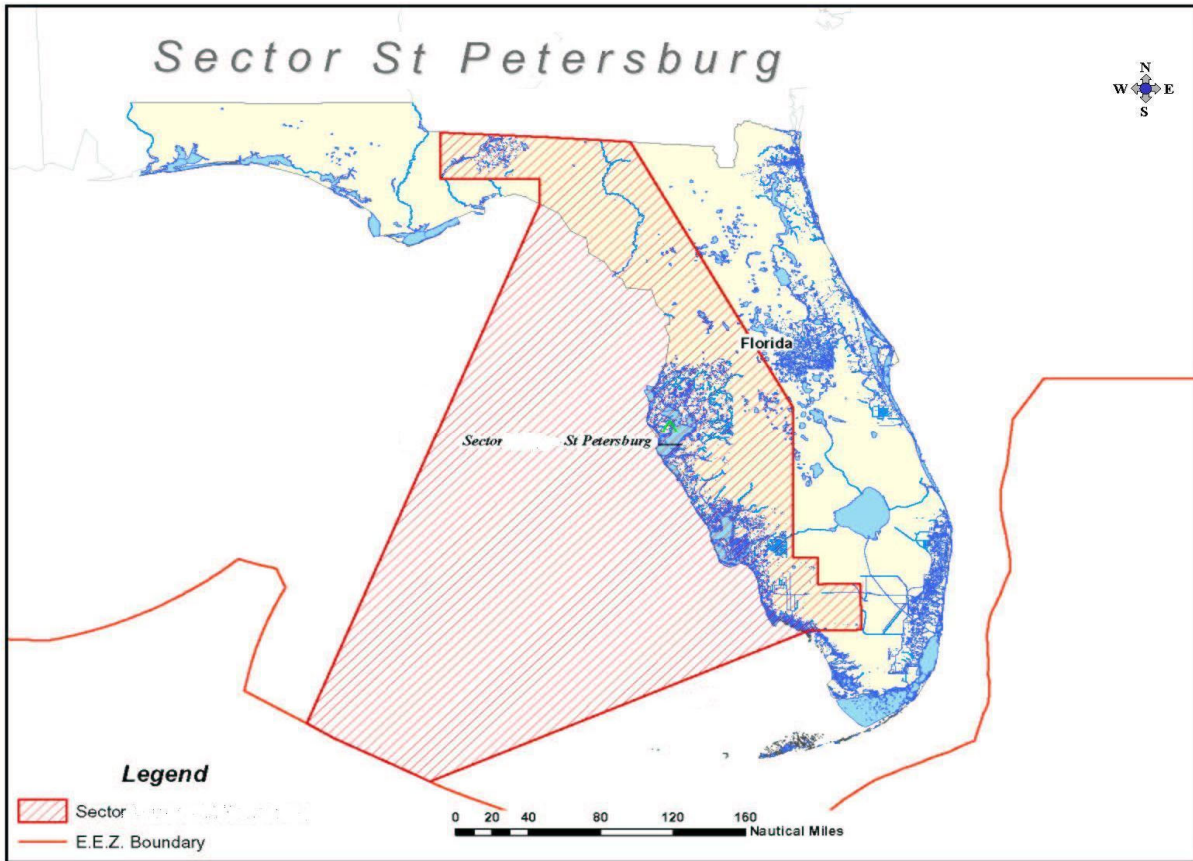 Sector St Petersburg
N
W E
S
Florida
Sector St Petersburg
Legend
Sector
E.E.Z. Boundary
0 20 40 80 120 160
Nautical Miles